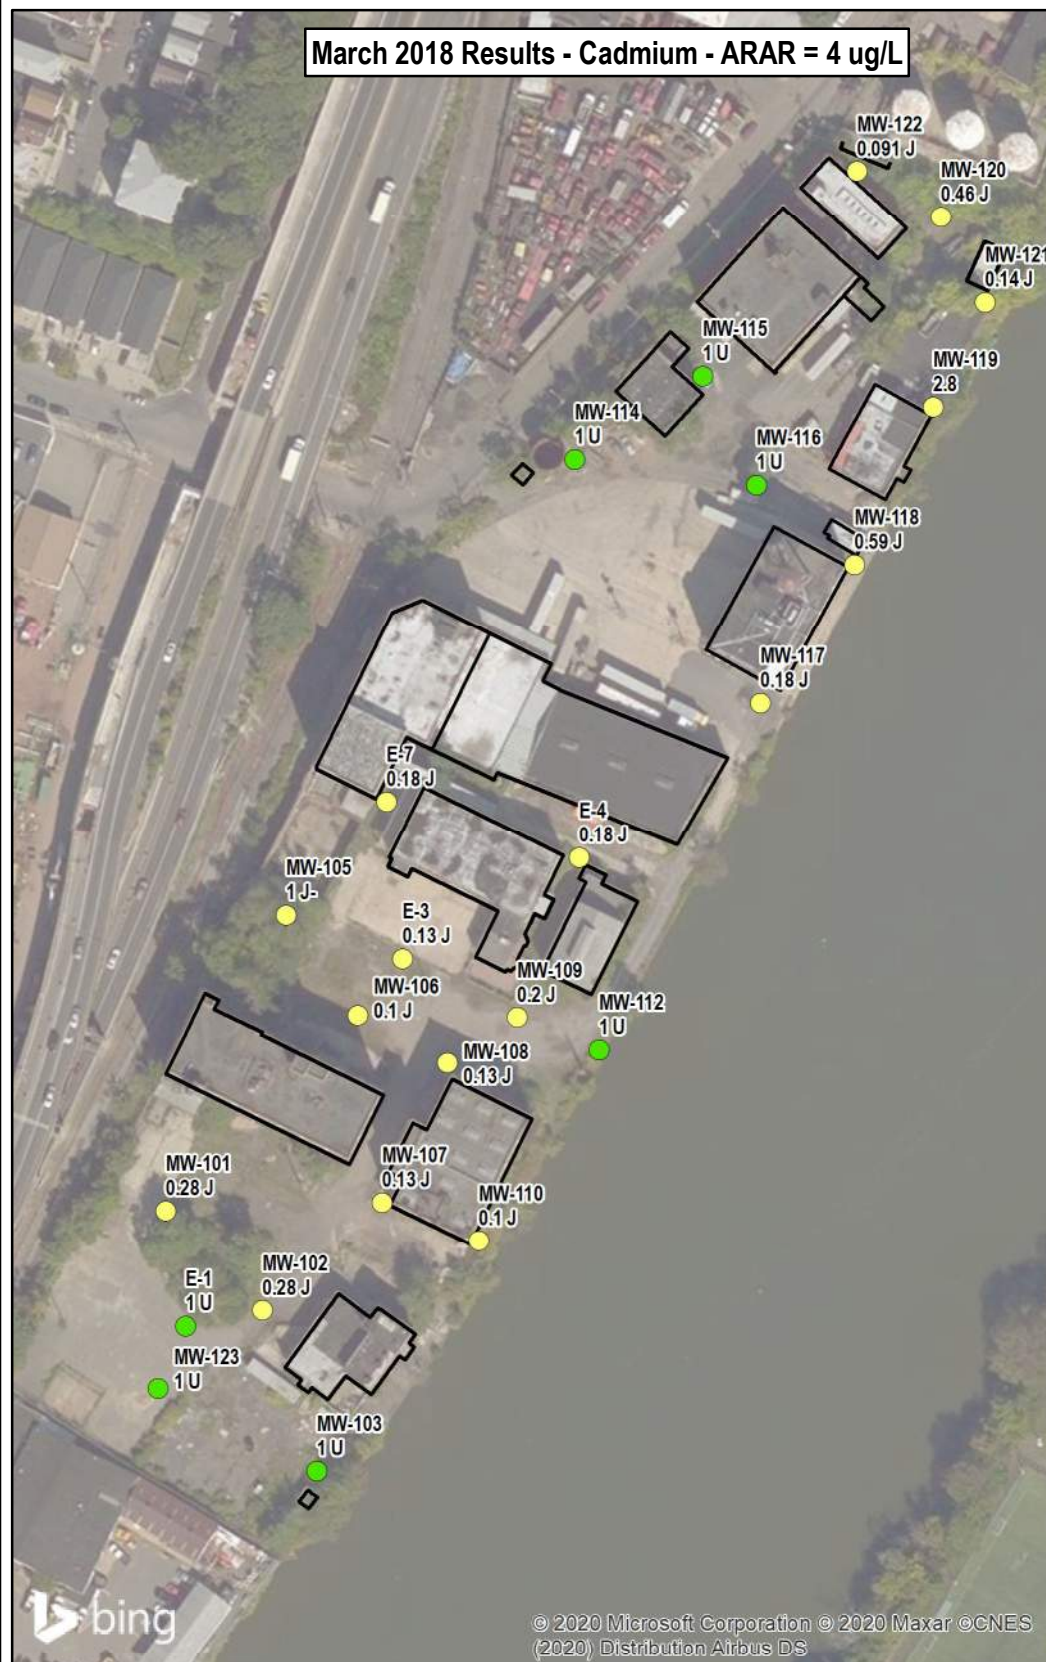 March 2018 Results - Cadmium - ARAR = 4 ug/L
MW-122
0.091 J
MW-120
0.46 J
MW-121
0.14 J
MW-115
1 U
MW-119
2.8
MW-114
1 U
MW-116
1 U
MW-118
0.59 J
MW-117
0.18 J
E-7
0.18 J
E-4
0.18 J
MW-105
1 J-
E-3
0.13 J
MW-109
0.2 J
MW-106
0.1 J
MW-112
1 U
MW-108
0.13 J
MW-107
0.13 J
MW-101
0.28 J
MW-110
0.1 J
MW-102
0.28 J
E-1
1 U
MW-123
1 U
MW-103
1 U
bing
© 2020 Microsoft Corporation © 2020 Maxar ©CNES
(2020) Distribution Airbus DS